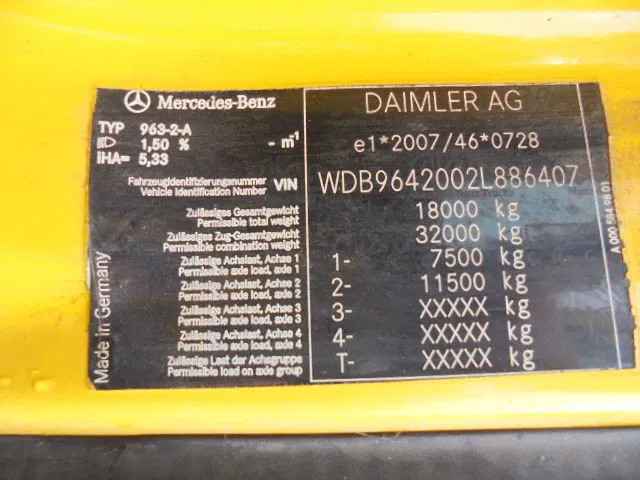 Mercedes-Benz
DAIMLER AG
TYP 963-2-A
1,50 % - m⁻¹
e1*2007/46*0728
IHA= 5,33
Fahrzeugidentifizierungsnummer
Vehicle Identification Number VIN WDB9642002L886407
Zulässiges Gesamtgewicht
Permissible total weight 18000 kg
Zulässiges Zug-Gesamtgewicht
Permissible combination weight 32000 kg
Zulässige Achslast, Achse 1
Permissible axle load, axle 1 1- 7500 kg
Zulässige Achslast, Achse 2
Permissible axle load, axle 2 2- 11500 kg
Zulässige Achslast, Achse 3
Permissible axle load, axle 3 3- XXXXX kg
Zulässige Achslast, Achse 4
Permissible axle load, axle 4 4- XXXXX kg
Zulässige Last der Achsgruppe
Permissible load on axle group T- XXXXX kg
Made in Germany